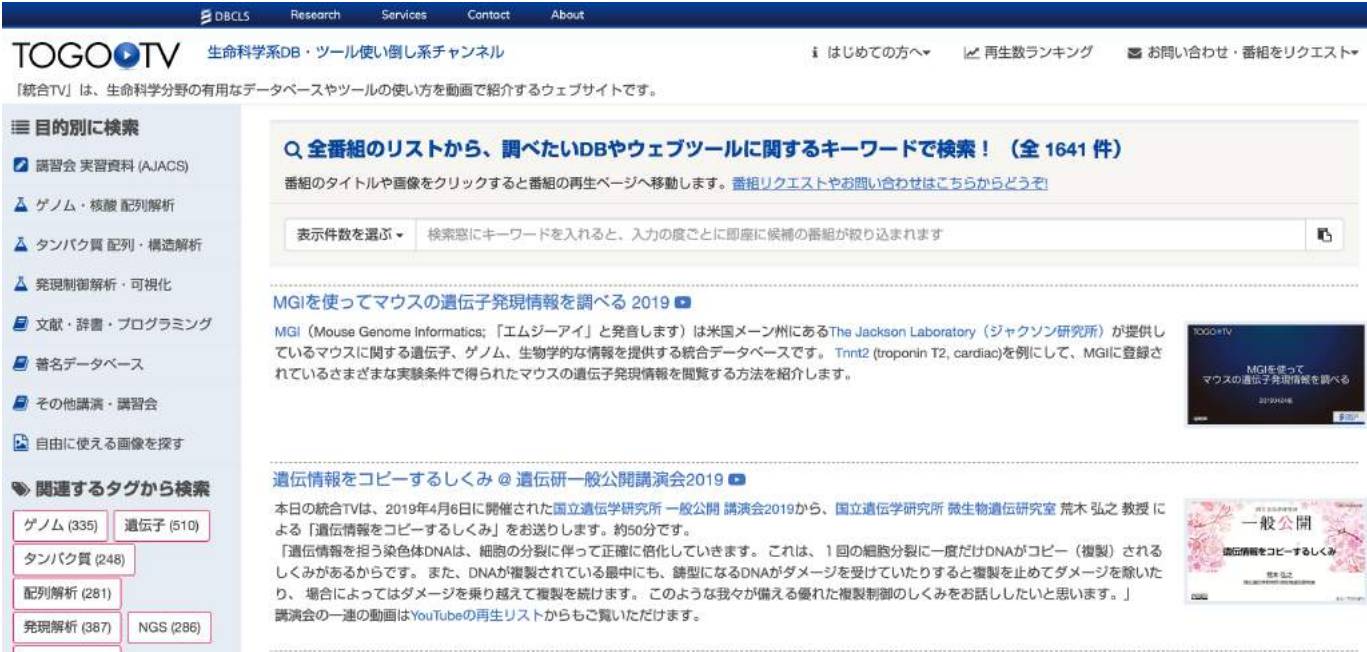 DBCLS Research Services Contact About
TOGO TV 生命科学系DB・ツール使い倒し系チャンネル
はじめての方へ 再生数ランキング お問い合わせ・番組をリクエスト
「統合TV」は、生命科学分野の有用なデータベースやツールの使い方を動画で紹介するウェブサイトです。
目的別に検索
講習会 実習資料 (AJACS)
ゲノム・核酸 配列解析
タンパク質 配列・構造解析
発現制御解析・可視化
文献・辞書・プログラミング
著名データベース
その他講演・講習会
自由に使える画像を探す
関連するタグから検索
ゲノム (335) 遺伝子 (510)
タンパク質 (248)
配列解析 (281)
発現解析 (387) NGS (286)
全番組のリストから、調べたいDBやウェブツールに関するキーワードで検索！（全 1641 件）
番組のタイトルや画像をクリックすると番組の再生ページへ移動します。番組リクエストやお問い合わせはこちらからどうぞ!
表示件数を選ぶ 検索窓にキーワードを入れると、入力の度ごとに即座に候補の番組が絞り込まれます
MGIを使ってマウスの遺伝子発現情報を調べる 2019
MGI（Mouse Genome Informatics; 「エムジーアイ」と発音します）は米国メーン州にあるThe Jackson Laboratory（ジャクソン研究所）が提供し
ているマウスに関する遺伝子、ゲノム、生物学的な情報を提供する統合データベースです。 Tnnt2 (troponin T2, cardiac)を例にして、MGIに登録さ
れているさまざまな実験条件で得られたマウスの遺伝子発現情報を閲覧する方法を紹介します。
TOGO TV
MGIを使って
マウスの遺伝子発現情報を調べる
遺伝情報をコピーするしくみ @ 遺伝研一般公開講演会2019
本日の統合TVは、2019年4月6日に開催された国立遺伝学研究所 一般公開 講演会2019から、国立遺伝学研究所 微生物遺伝研究室 荒木 弘之 教授 に
よる「遺伝情報をコピーするしくみ」をお送りします。約50分です。
「遺伝情報を担う染色体DNAは、細胞の分裂に伴って正確に倍化していきます。 これは、１回の細胞分裂に一度だけDNAがコピー（複製）される
しくみがあるからです。 また、DNAが複製されている最中にも、鋳型になるDNAがダメージを受けていたりすると複製を止めてダメージを除いた
り、 場合によってはダメージを乗り越えて複製を続けます。 このような我々が備える優れた複製制御のしくみをお話ししたいと思います。」
講演会の一連の動画はYouTubeの再生リストからもご覧いただけます。
一般公開
遺伝情報をコピーするしくみ
荒木 弘之